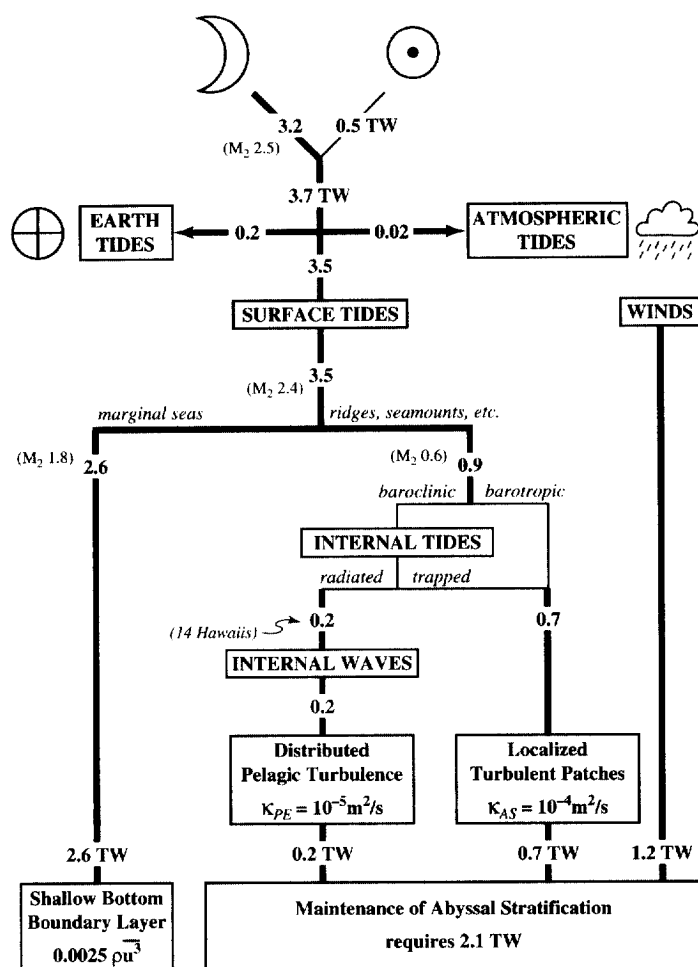 3.2
0.5 TW
(M₂ 2.5)
3.7 TW
EARTH
TIDES
0.2
0.02
ATMOSPHERIC
TIDES
3.5
SURFACE TIDES
WINDS
3.5
(M₂ 2.4)
marginal seas
ridges, seamounts, etc.
(M₂ 1.8)
2.6
(M₂ 0.6)
0.9
baroclinic
barotropic
INTERNAL TIDES
radiated
trapped
(14 Hawaiis)
0.2
0.7
INTERNAL WAVES
0.2
Distributed
Pelagic Turbulence
κ_PE = 10⁻⁵m²/s
Localized
Turbulent Patches
κ_AS = 10⁻⁴m²/s
2.6 TW
0.2 TW
0.7 TW
1.2 TW
Shallow Bottom
Boundary Layer
0.0025 ρu̅³
Maintenance of Abyssal Stratification
requires 2.1 TW